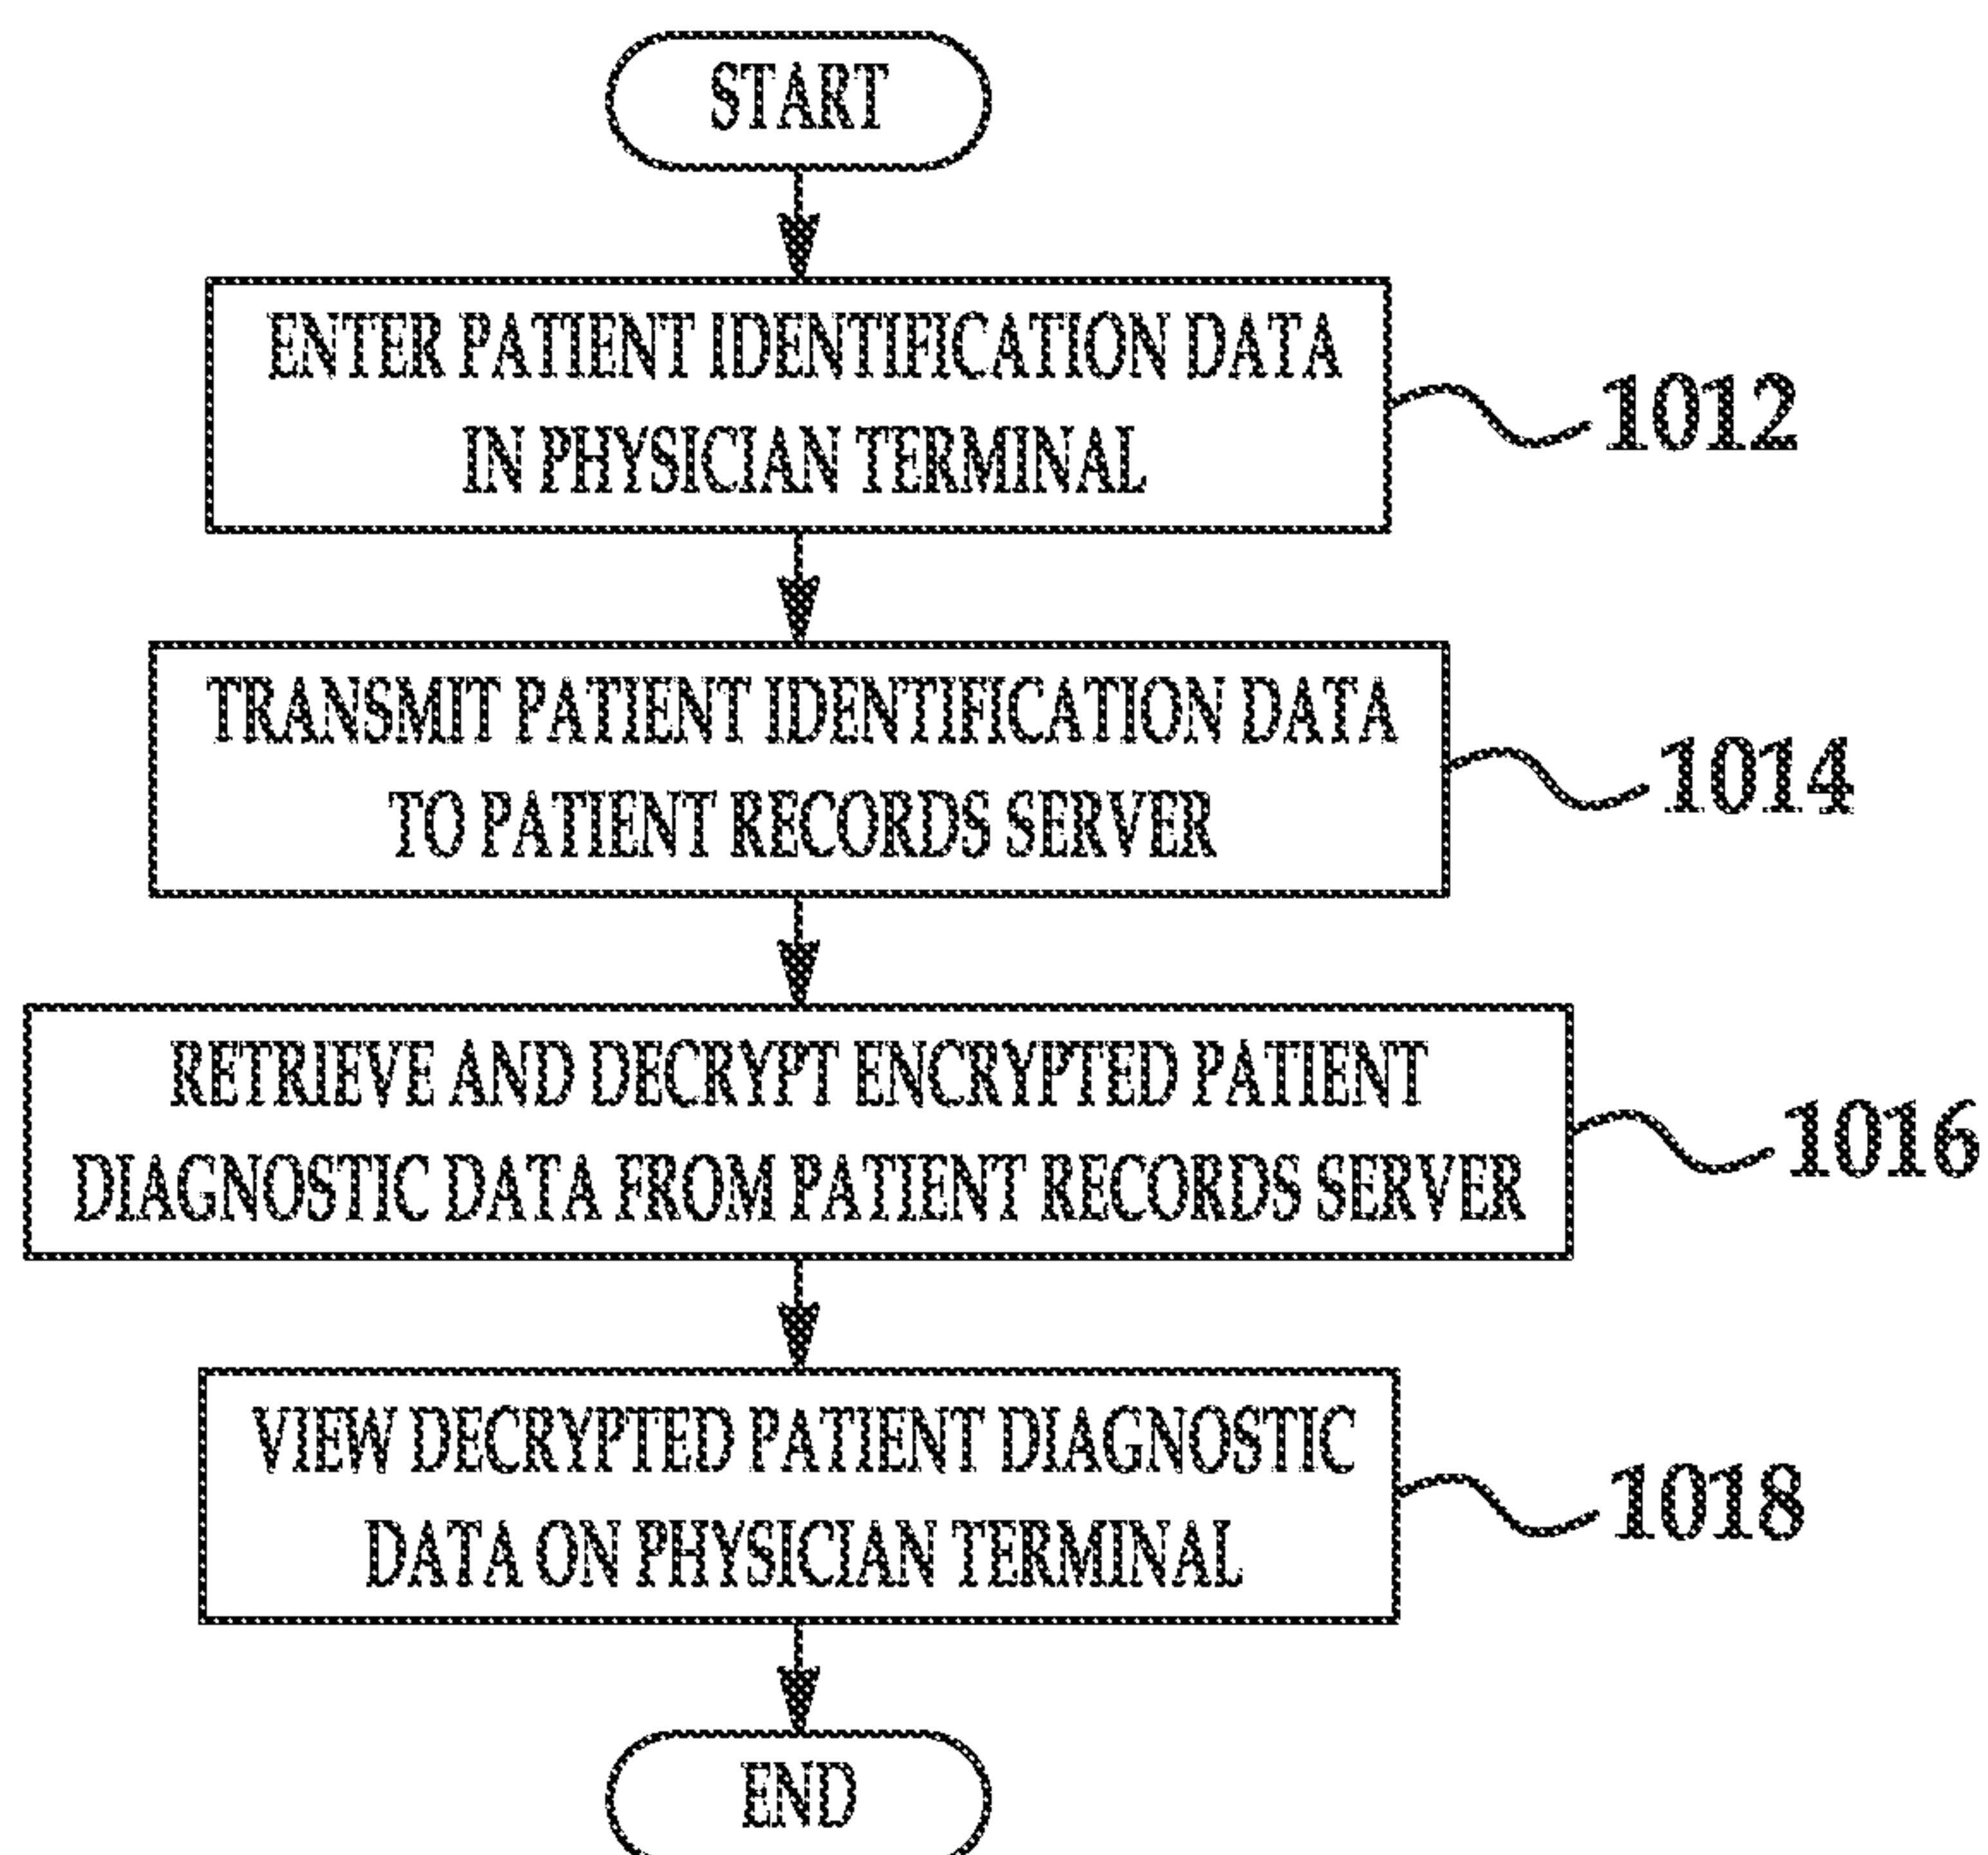 START
ENTER PATIENT IDENTIFICATION DATA
IN PHYSICIAN TERMINAL
1012
TRANSMIT PATIENT IDENTIFICATION DATA
TO PATIENT RECORDS SERVER
1014
RETRIEVE AND DECRYPT ENCRYPTED PATIENT
DIAGNOSTIC DATA FROM PATIENT RECORDS SERVER
1016
VIEW DECRYPTED PATIENT DIAGNOSTIC
DATA ON PHYSICIAN TERMINAL
1018
END